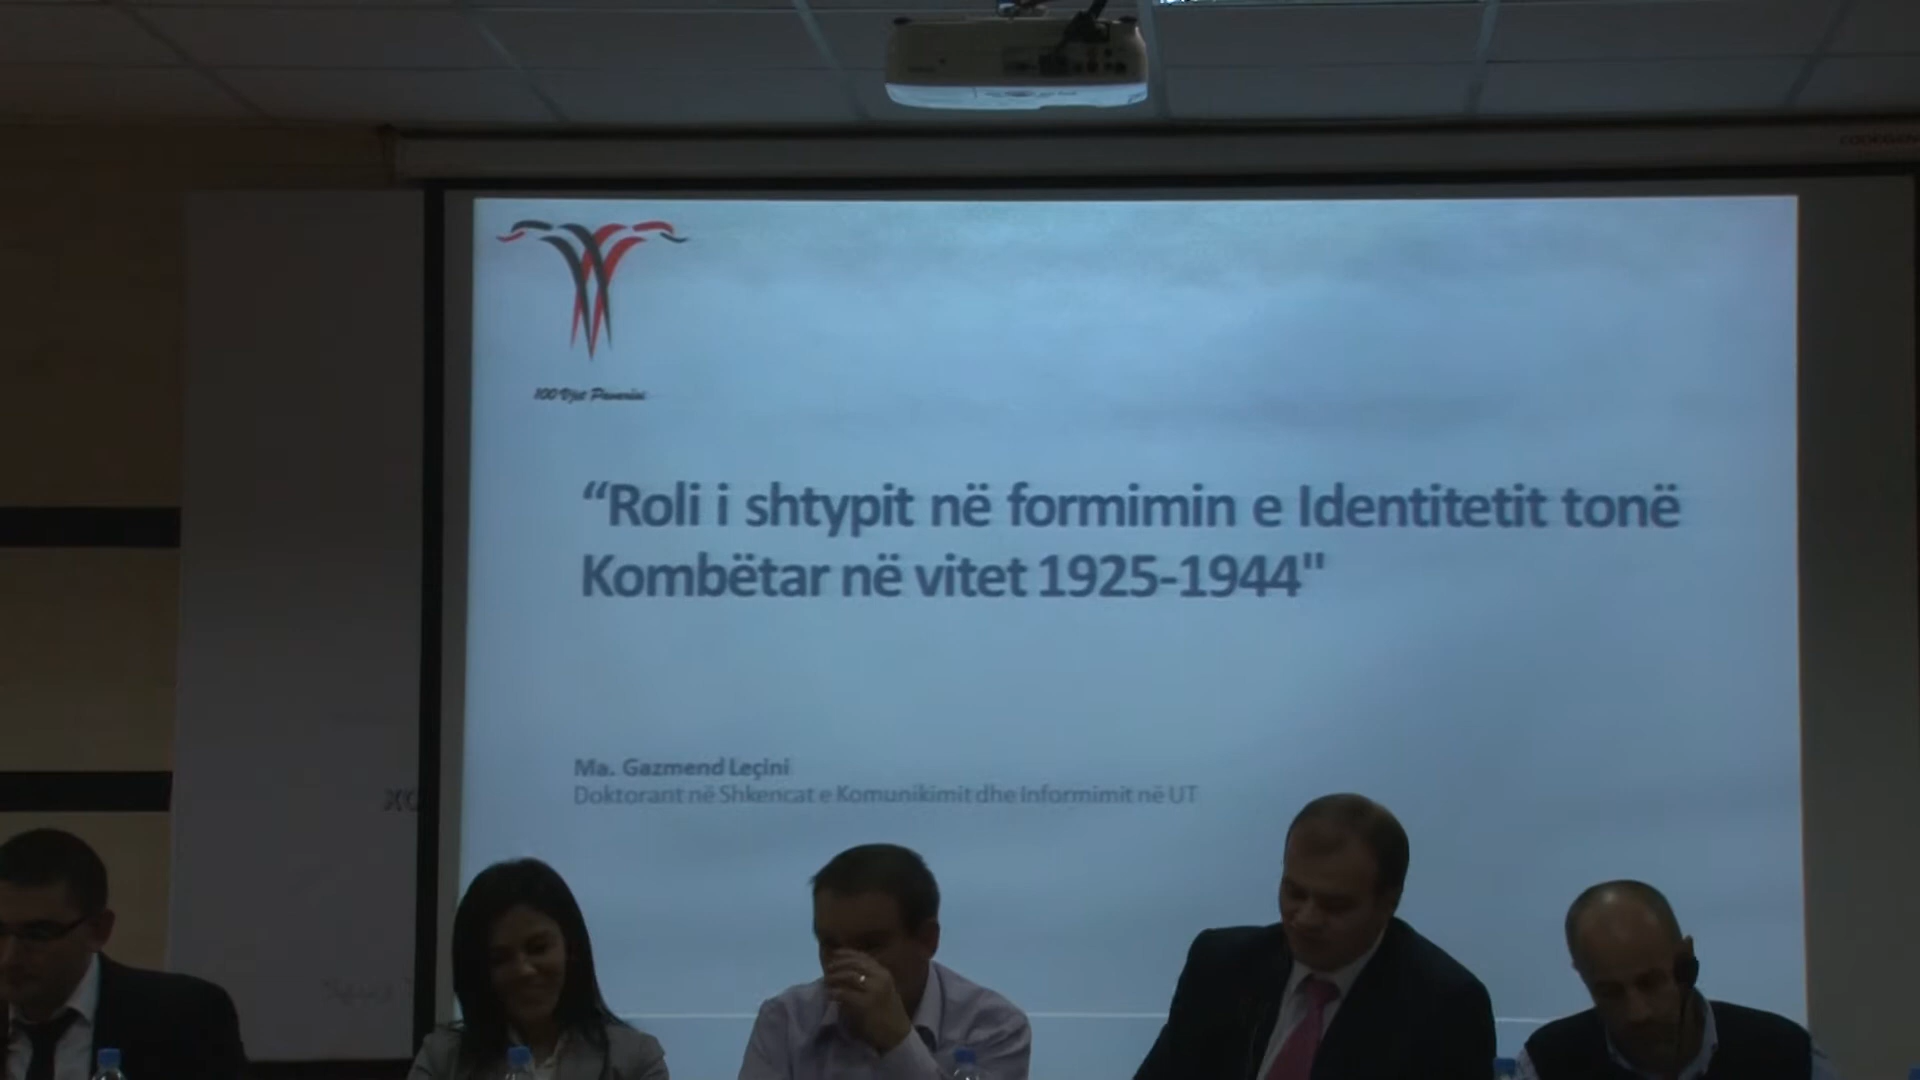 100 Vjet Pavarësi
“Roli i shtypit në formimin e Identitetit tonë
Kombëtar në vitet 1925-1944"
Ma. Gazmend Leçini
Doktorant në Shkencat e Komunikimit dhe Informimit në UT